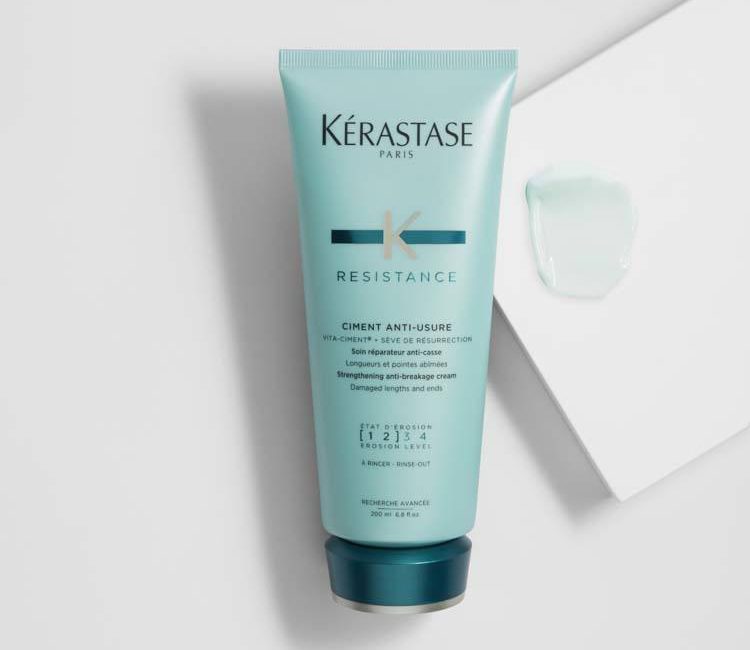 KÉRASTASE
PARIS
K
RESISTANCE
CIMENT ANTI-USURE
VITA-CIMENT® + SÈVE DE RÉSURRECTION
Soin réparateur anti-casse
Longueurs et pointes abîmées
Strengthening anti-breakage cream
Damaged lengths and ends
ÉTAT D'ÉROSION
[1 2] 3 4
EROSION LEVEL
À RINCER - RINSE-OUT
RECHERCHE AVANCÉE
200 ml 6.8 fl.oz